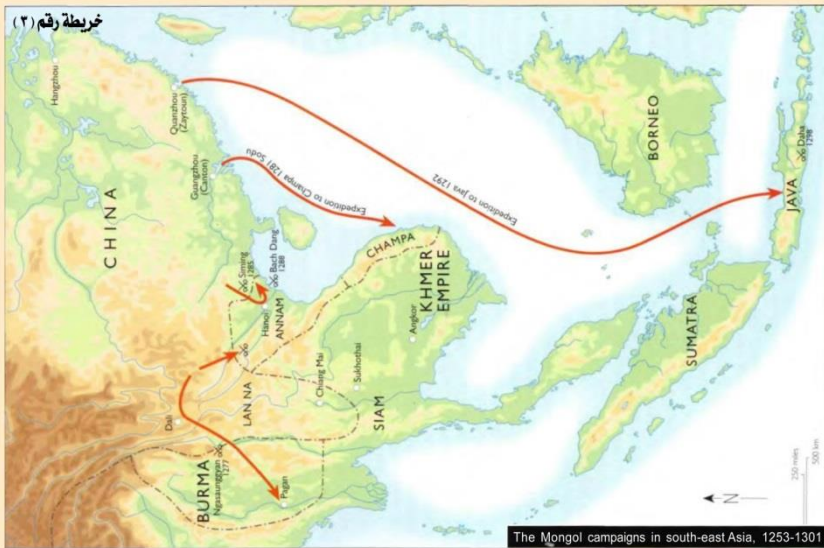 خريطة رقم (٣)
Hangzhou
Quanzhou
(Zaytoun)
Guangzhou
(Canton)
CHINA
Expedition to Champa 1281 Sodu
Expedition to Java 1292
BORNEO
Daha
1298
JAVA
Siming
1285
Bach Dang
1288
CHAMPA
KHMER
EMPIRE
Hanoi
ANNAM
Angkor
SUMATRA
Dali
LAN NA
Chiang Mai
Sukhothai
SIAM
BURMA
Ngasaunggyan
1277
Pagan
N
250 miles
500 km
The Mongol campaigns in south-east Asia, 1253-1301